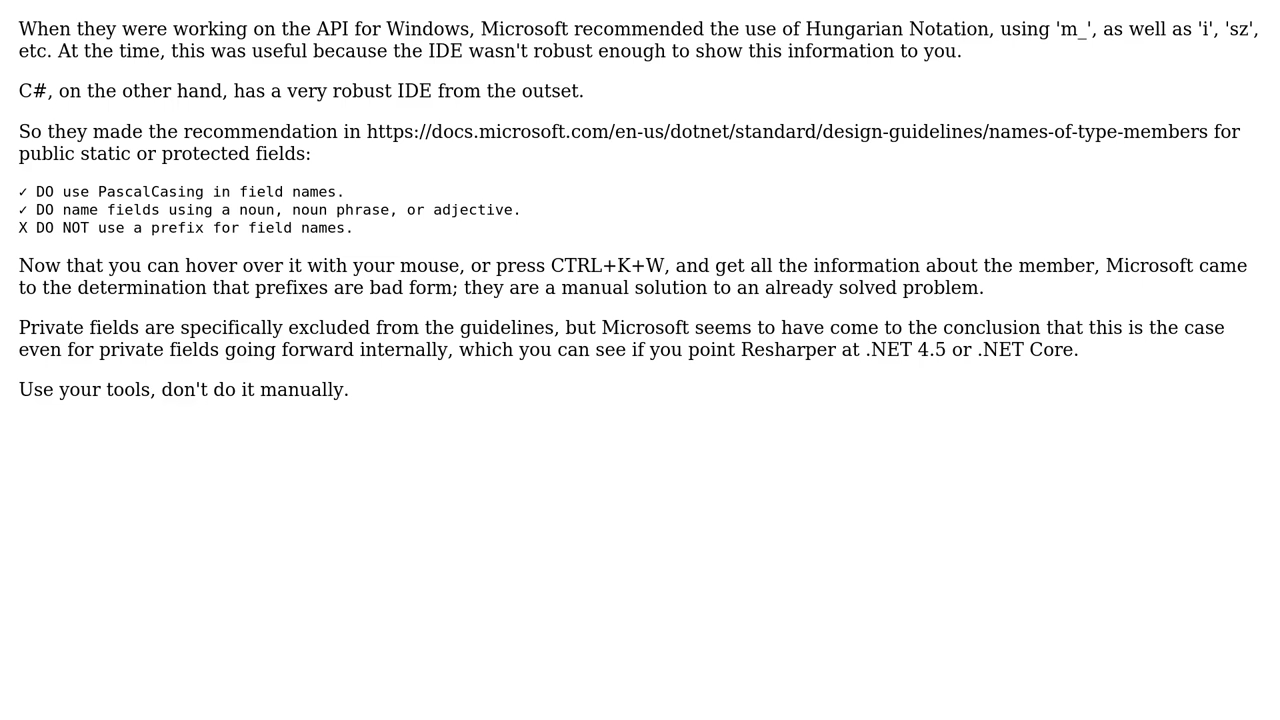 When they were working on the API for Windows, Microsoft recommended the use of Hungarian Notation, using 'm_', as well as 'i', 'sz',
etc. At the time, this was useful because the IDE wasn't robust enough to show this information to you.
C#, on the other hand, has a very robust IDE from the outset.
So they made the recommendation in https://docs.microsoft.com/en-us/dotnet/standard/design-guidelines/names-of-type-members for
public static or protected fields:
✓ DO use PascalCasing in field names.
✓ DO name fields using a noun, noun phrase, or adjective.
X DO NOT use a prefix for field names.
Now that you can hover over it with your mouse, or press CTRL+K+W, and get all the information about the member, Microsoft came
to the determination that prefixes are bad form; they are a manual solution to an already solved problem.
Private fields are specifically excluded from the guidelines, but Microsoft seems to have come to the conclusion that this is the case
even for private fields going forward internally, which you can see if you point Resharper at .NET 4.5 or .NET Core.
Use your tools, don't do it manually.